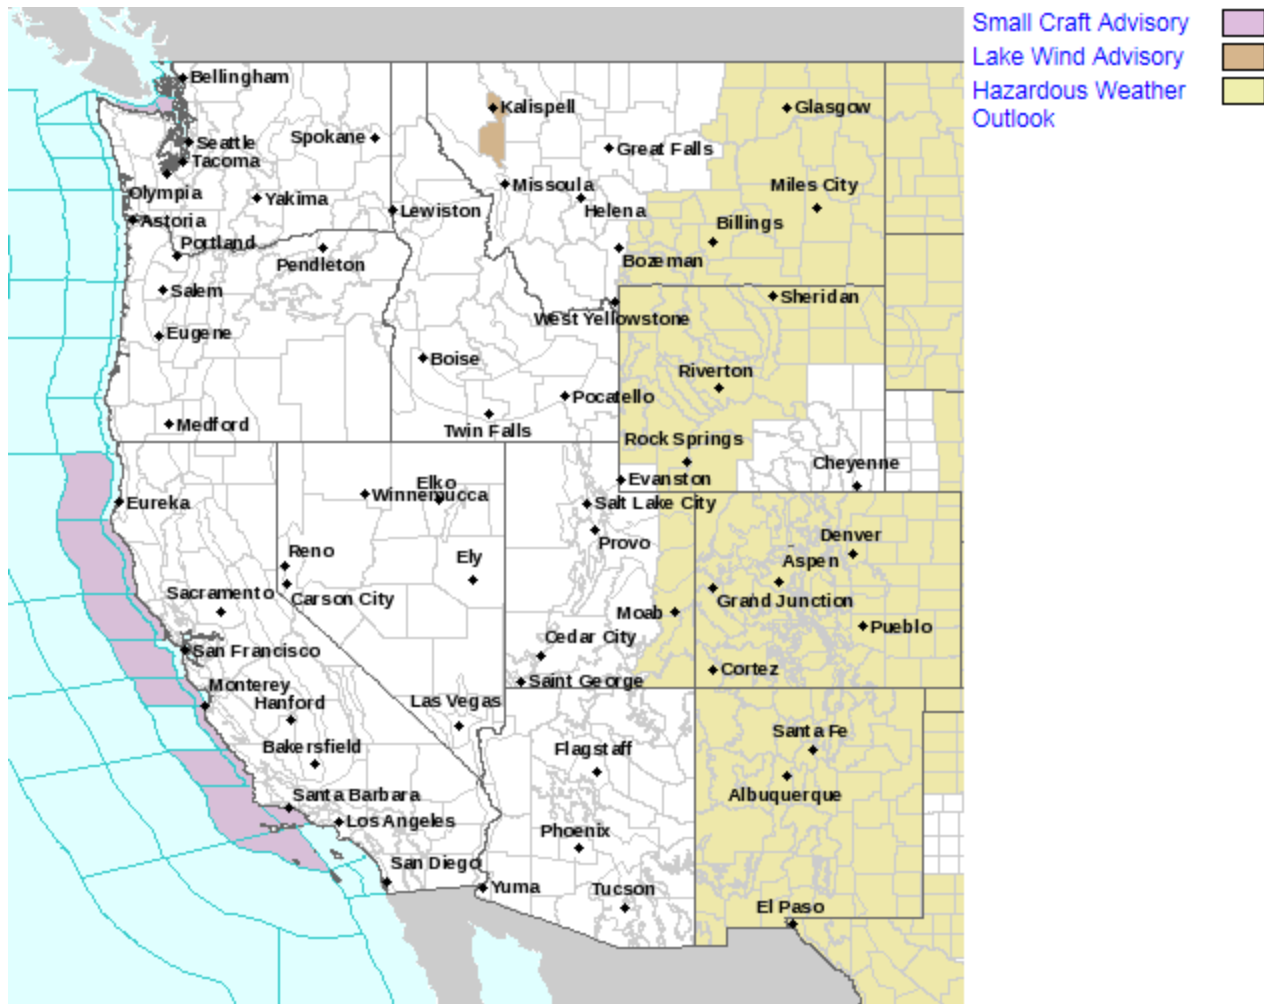 Small Craft Advisory
Lake Wind Advisory
Hazardous Weather
Outlook
Bellingham
Kalispell
Glasgow
Spokane
Seattle
Great Falls
Tacoma
Missoula
Miles City
Olympia
Yakima
Lewiston
Helena
Astoria
Billings
Portland
Pendleton
Bozeman
Salem
Sheridan
West Yellowstone
Eugene
Boise
Riverton
Pocatello
Medford
Twin Falls
Rock Springs
Cheyenne
Evanston
Elko
Winnemucca
Eureka
Salt Lake City
Denver
Provo
Reno
Ely
Aspen
Sacramento
Carson City
Grand Junction
Moab
Pueblo
Cedar City
San Francisco
Cortez
Saint George
Monterey
Hanford
Las Vegas
Santa Fe
Bakersfield
Flagstaff
Albuquerque
Santa Barbara
Los Angeles
Phoenix
San Diego
Yuma
Tucson
El Paso